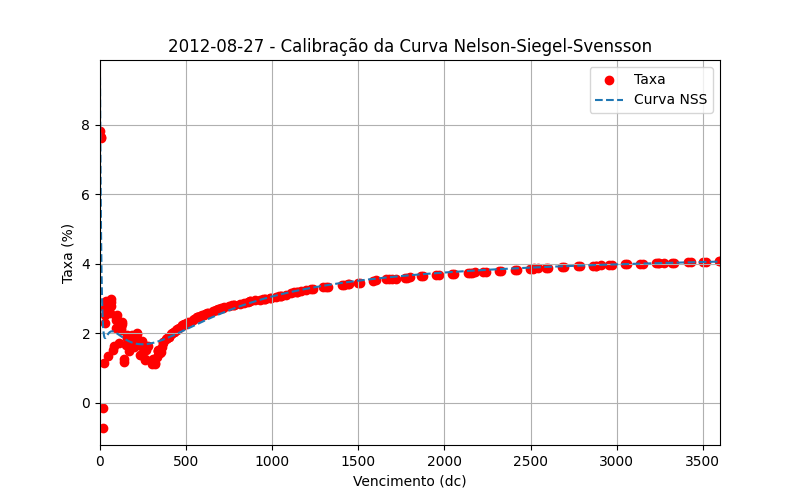 2012-08-27 - Calibração da Curva Nelson-Siegel-Svensson
Taxa
Curva NSS
Taxa (%)
8
6
4
2
0
0 500 1000 1500 2000 2500 3000 3500
Vencimento (dc)